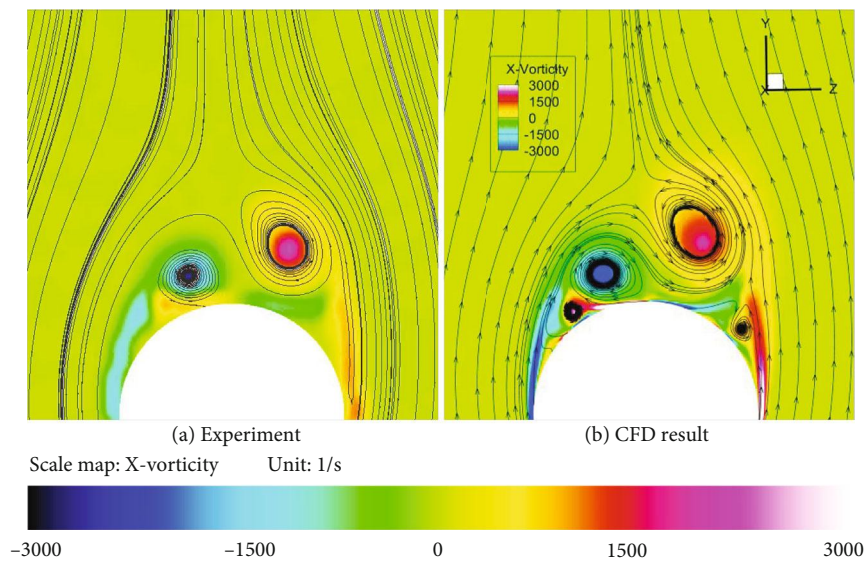 Y
X-Vorticity
3000
1500
0
-1500
-3000
X
Z
(a) Experiment
(b) CFD result
Scale map: X-vorticity Unit: 1/s
–3000 –1500 0 1500 3000